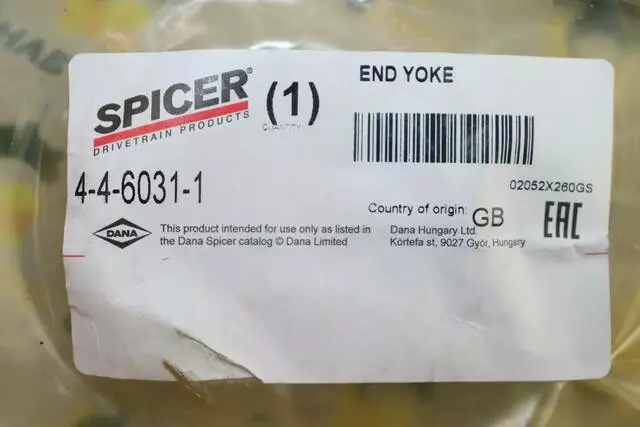 SPICER®
DRIVETRAIN PRODUCTS
(1)
QUANTITY
END YOKE
4-4-6031-1
02052X260GS
DANA
This product intended for use only as listed in
the Dana Spicer catalog © Dana Limited
Country of origin: GB
Dana Hungary Ltd.
Körtefa st, 9027 Győr, Hungary
EAC